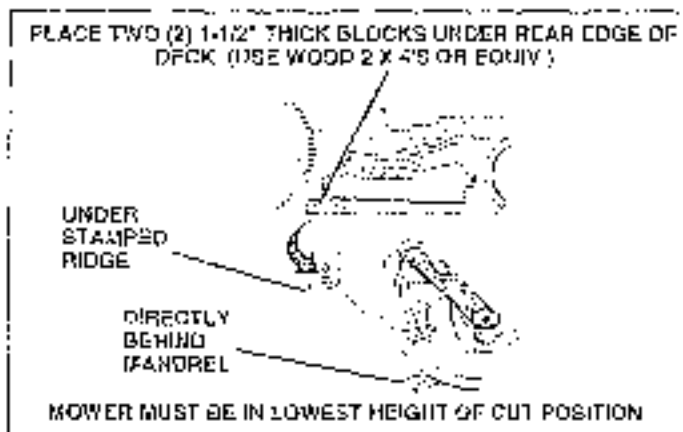 PLACE TWO (2) 1-1/2" THICK BLOCKS UNDER REAR EDGE OF
DECK (USE WOOD 2 X 4'S OR EQUIV.)
UNDER
STAMPED
RIDGE
DIRECTLY
BEHIND
MANDREL
MOWER MUST BE IN LOWEST HEIGHT OF CUT POSITION